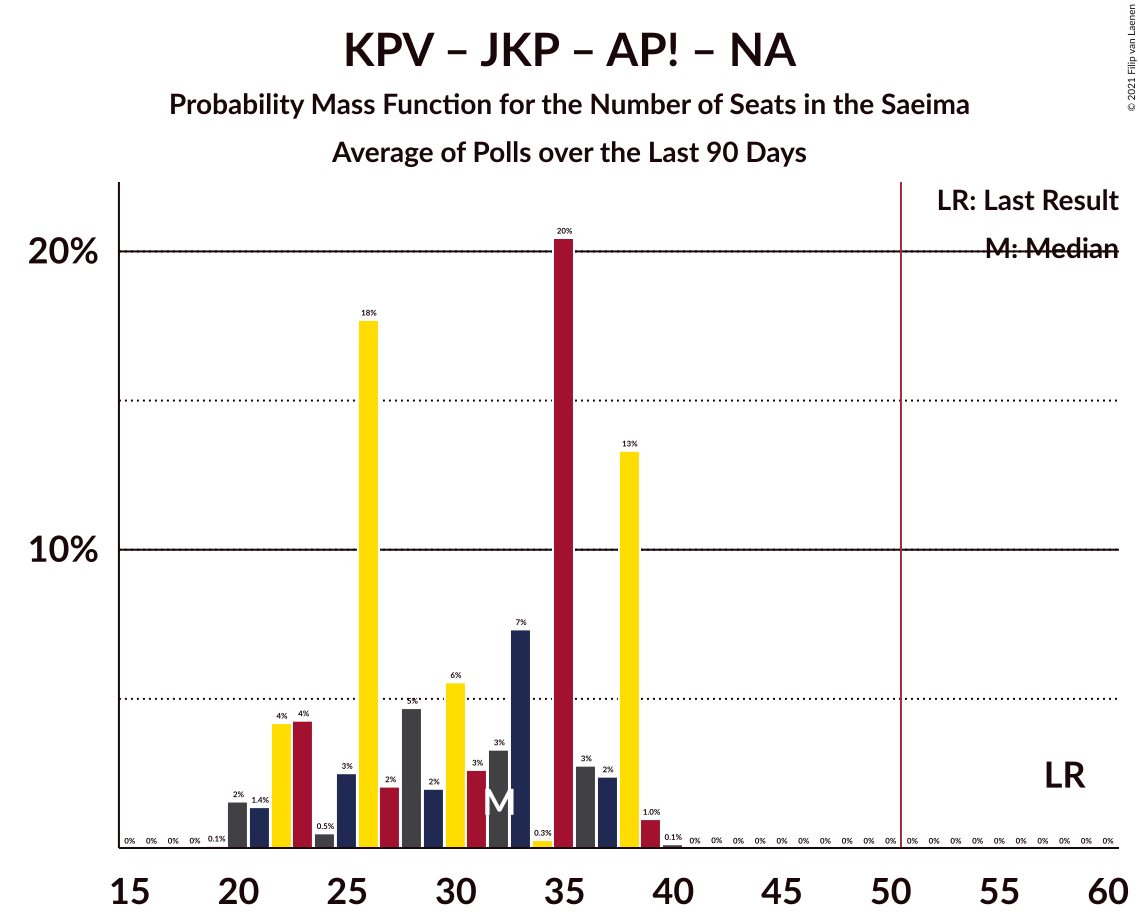 © 2021 Filip van Laenen
KPV – JKP – AP! – NA
Probability Mass Function for the Number of Seats in the Saeima
Average of Polls over the Last 90 Days
LR: Last Result
M: Median
20%
10%
0% 0% 0% 0% 0.1% 2% 1.4% 4% 4% 0.5% 3% 18% 2% 5% 2% 6% 3% 3% 7% 0.3% 20% 3% 2% 13% 1.0% 0.1% 0% 0% 0% 0% 0% 0% 0% 0% 0% 0% 0% 0% 0% 0% 0% 0% 0% 0% 0% 0%
M
LR
15 20 25 30 35 40 45 50 55 60